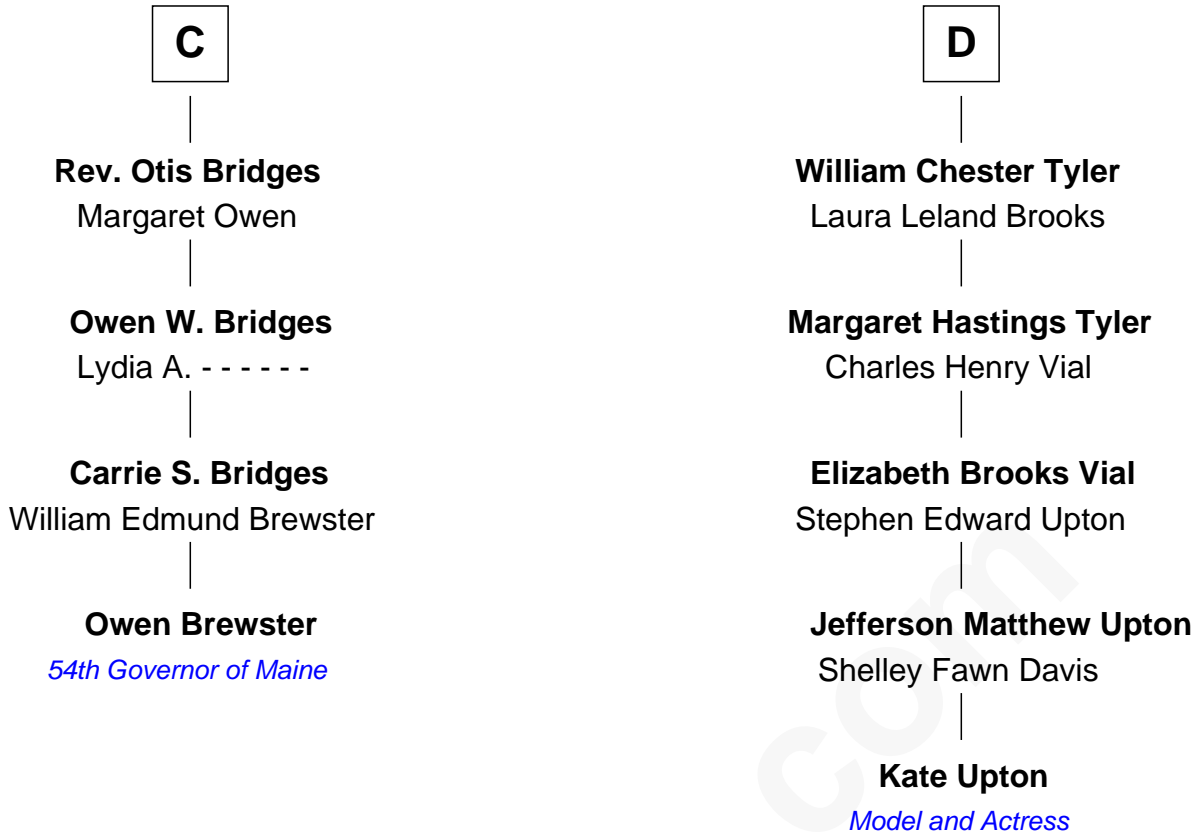 C
Rev. Otis Bridges
Margaret Owen
Owen W. Bridges
Lydia A. - - - - - -
Carrie S. Bridges
William Edmund Brewster
Owen Brewster
54th Governor of Maine
D
William Chester Tyler
Laura Leland Brooks
Margaret Hastings Tyler
Charles Henry Vial
Elizabeth Brooks Vial
Stephen Edward Upton
Jefferson Matthew Upton
Shelley Fawn Davis
Kate Upton
Model and Actress
com